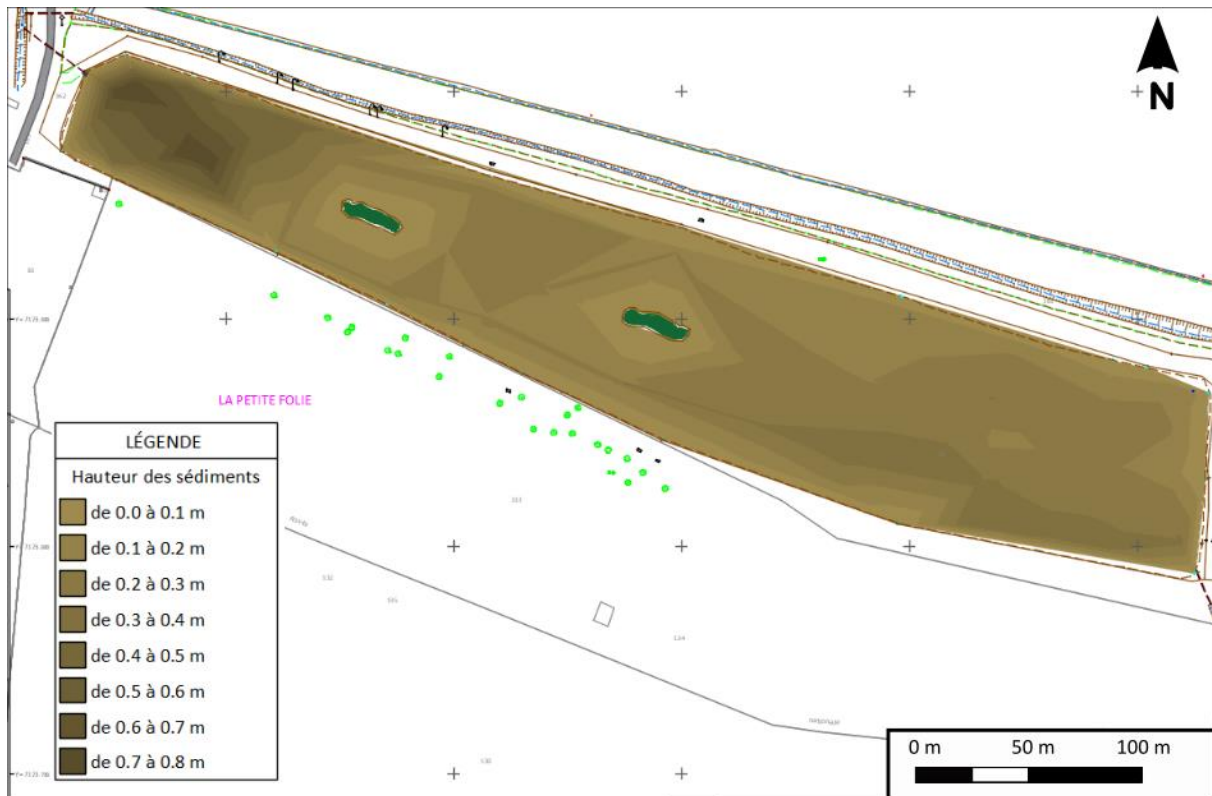 N
LA PETITE FOLIE
LÉGENDE
Hauteur des sédiments
de 0.0 à 0.1 m
de 0.1 à 0.2 m
de 0.2 à 0.3 m
de 0.3 à 0.4 m
de 0.4 à 0.5 m
de 0.5 à 0.6 m
de 0.6 à 0.7 m
de 0.7 à 0.8 m
0 m 50 m 100 m